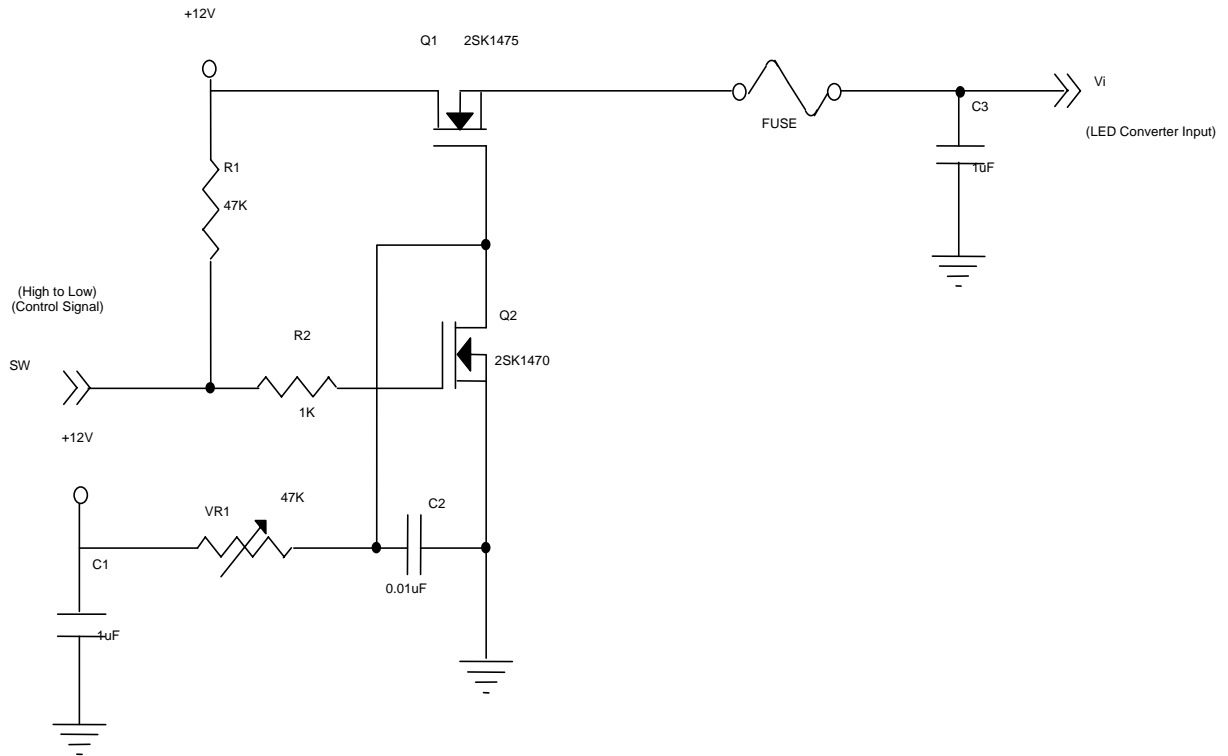 +12V
Q1 2SK1475
Vi
C3
FUSE
(LED Converter Input)
R1
1uF
47K
(High to Low)
(Control Signal)
Q2
R2
2SK1470
SW
1K
+12V
47K
C2
VR1
C1
0.01uF
1uF